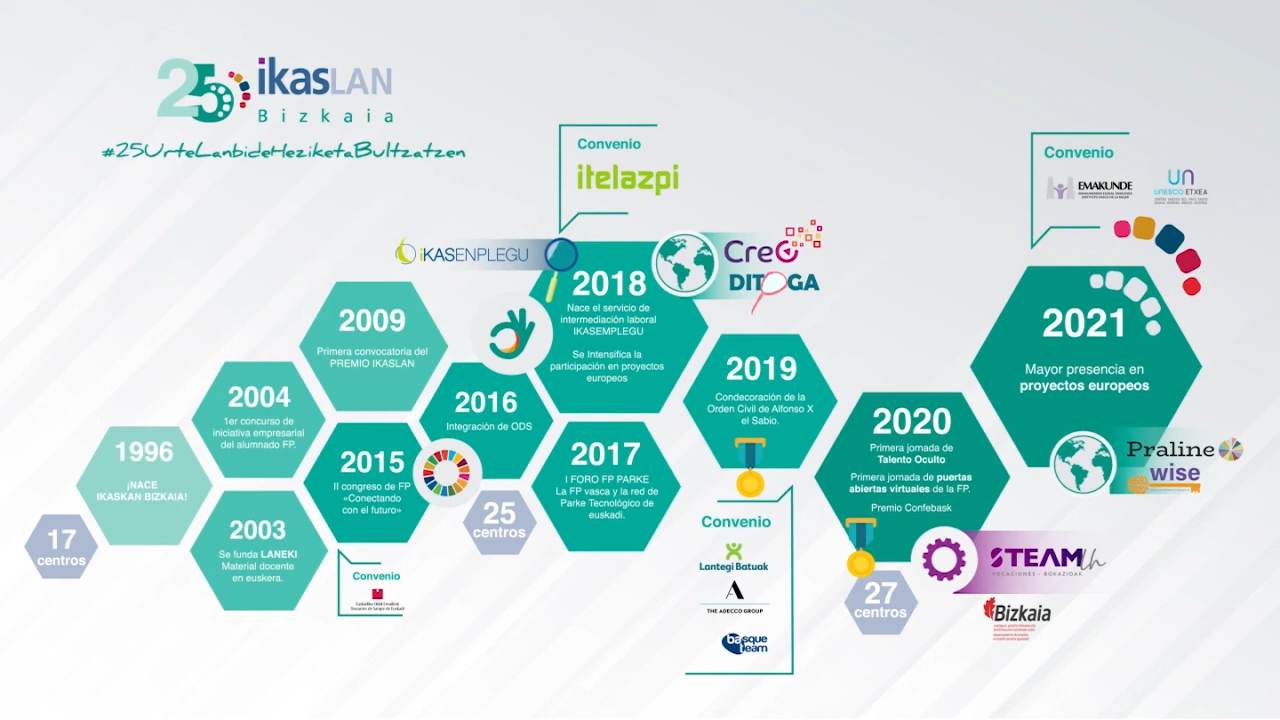 25 ikasLAN
Bizkaia
#25UrteLanbideHeziketaBultzatzen
17
centros
1996
¡NACE
IKASKAN BIZKAIA!
2004
1er concurso de
iniciativa empresarial
del alumnado FP.
2003
Se funda LANEKI
Material docente
en euskera.
2009
Primera convocatoria del
PREMIO IKASLAN
2015
II congreso de FP
«Conectando
con el futuro»
Convenio
2016
Integración de ODS
25
centros
iKASENPLEGU
Convenio
itelazpi
2018
Nace el servicio de
intermediación laboral
IKASEMPLEGU
Se Intensifica la
participación en proyectos
europeos
CreO
DITOGA
2017
I FORO FP PARKE
La FP vasca y la red de
Parke Tecnológico de
euskadi.
2019
Condecoración de la
Orden Civil de Alfonso X
el Sabio.
Convenio
Lantegi Batuak
A
THE ADECCO GROUP
basque
team
2020
Primera jornada de
Talento Oculto
Primera jornada de puertas
abiertas virtuales de la FP.
Premio Confebask
27
centros
STEAMlh
VOCACIONES - BOKAZIOAK
Bizkaia
Convenio
EMAKUNDE
UN
UNESCO ETXEA
2021
Mayor presencia en
proyectos europeos
Praline
wise